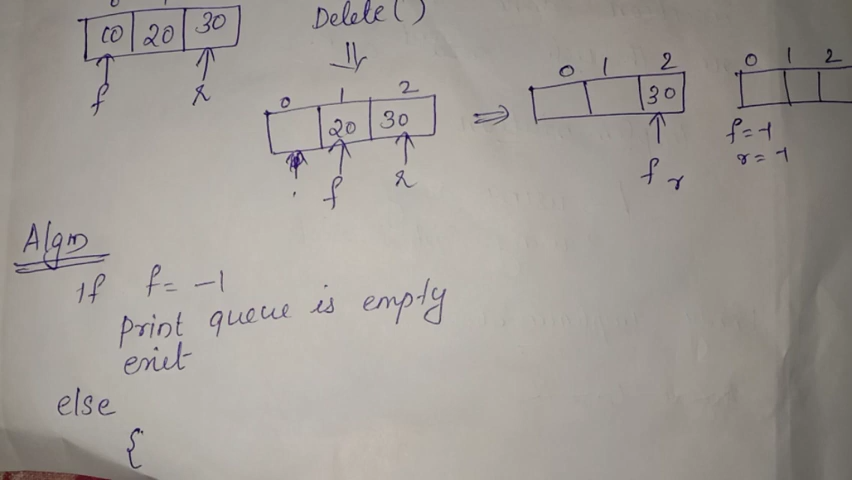 Delete()
10 20 30
f r
0 1 2
20 30
f r
0 1 2
30
f r
0 1 2
f=-1
r=-1
Algm
If f= -1
print queue is empty
exit
else
{